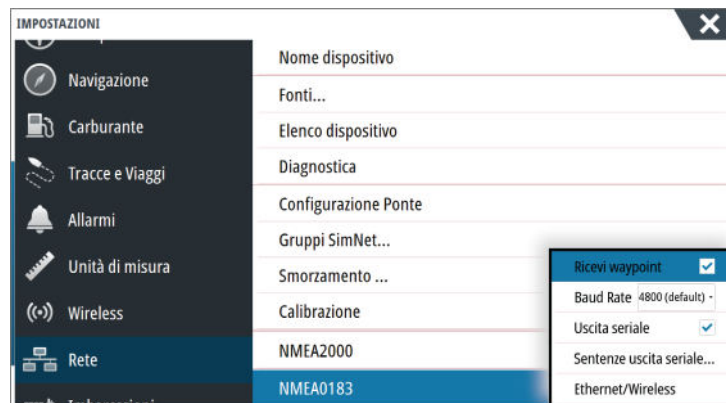 IMPOSTAZIONI
Navigazione
Carburante
Tracce e Viaggi
Allarmi
Unità di misura
Wireless
Rete
Nome dispositivo
Fonti...
Elenco dispositivo
Diagnostica
Configurazione Ponte
Gruppi SimNet...
Smorzamento ...
Calibrazione
NMEA2000
NMEA0183
Ricevi waypoint
Baud Rate 4800 (default)
Uscita seriale
Sentenze uscita seriale...
Ethernet/Wireless